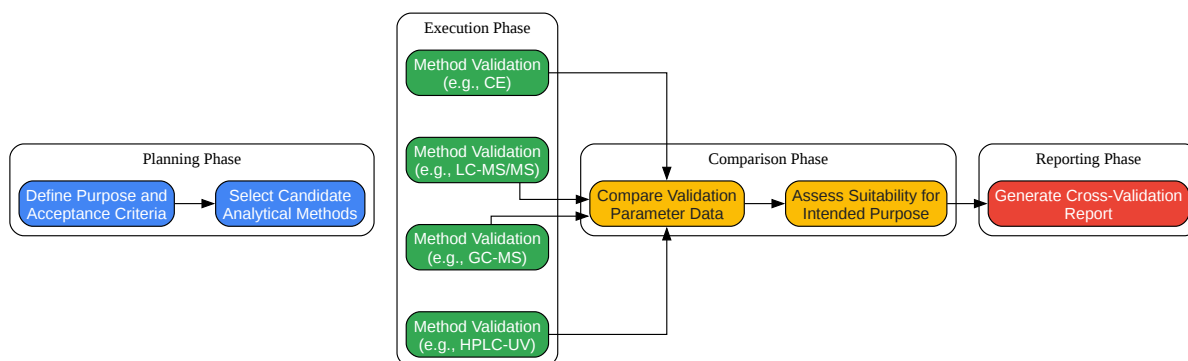 Planning Phase
Define Purpose and
Acceptance Criteria
Select Candidate
Analytical Methods
Execution Phase
Method Validation
(e.g., CE)
Method Validation
(e.g., LC-MS/MS)
Method Validation
(e.g., GC-MS)
Method Validation
(e.g., HPLC-UV)
Comparison Phase
Compare Validation
Parameter Data
Assess Suitability for
Intended Purpose
Reporting Phase
Generate Cross-Validation
Report